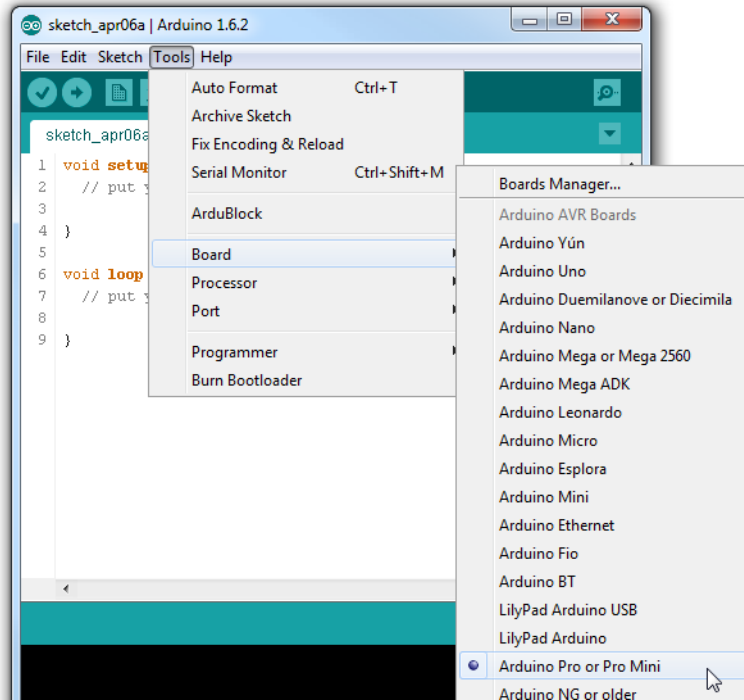 sketch_apr06a | Arduino 1.6.2
File Edit Sketch Tools Help
sketch_apr06a
1 void setup
2 // put y
3
4 }
5
6 void loop
7 // put y
8
9 }
Auto Format Ctrl+T
Archive Sketch
Fix Encoding & Reload
Serial Monitor Ctrl+Shift+M
ArduBlock
Board
Processor
Port
Programmer
Burn Bootloader
Boards Manager...
Arduino AVR Boards
Arduino Yún
Arduino Uno
Arduino Duemilanove or Diecimila
Arduino Nano
Arduino Mega or Mega 2560
Arduino Mega ADK
Arduino Leonardo
Arduino Micro
Arduino Esplora
Arduino Mini
Arduino Ethernet
Arduino Fio
Arduino BT
LilyPad Arduino USB
LilyPad Arduino
Arduino Pro or Pro Mini
Arduino NG or older